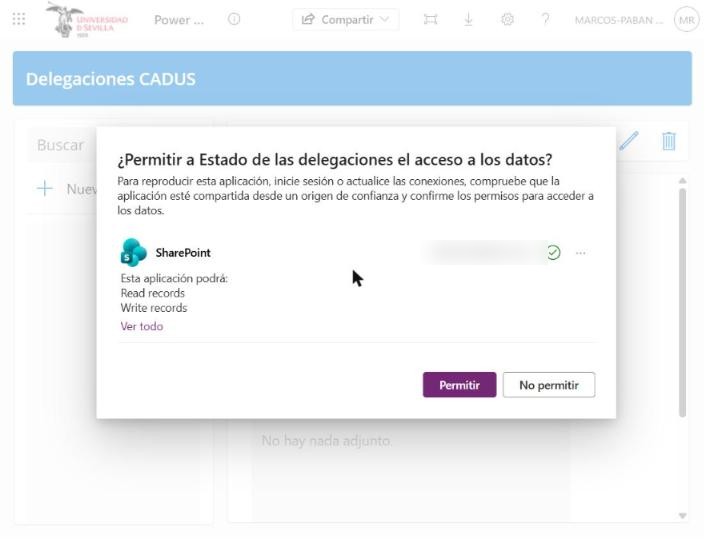 UNIVERSIDAD
D SEVILLA
1505
Power ...
Compartir
?
MARCOS-PABAN ...
MR
Delegaciones CADUS
Buscar
+ Nuev
¿Permitir a Estado de las delegaciones el acceso a los datos?
Para reproducir esta aplicación, inicie sesión o actualice las conexiones, compruebe que la
aplicación esté compartida desde un origen de confianza y confirme los permisos para acceder a
los datos.
S
SharePoint
...
Esta aplicación podrá:
Read records
Write records
Ver todo
Permitir
No permitir
No hay nada adjunto.